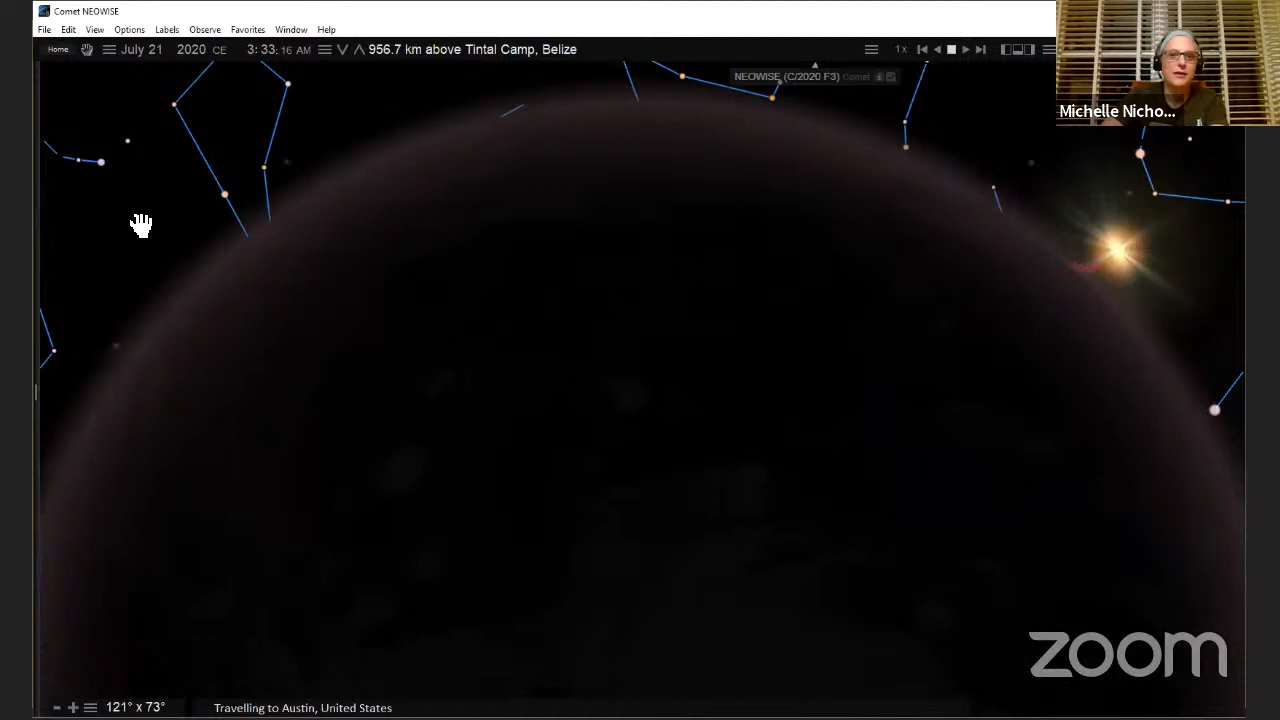 Comet NEOWISE
File Edit View Options Labels Observe Favorites Window Help
Home July 21 2020 CE 3:33:16 AM 956.7 km above Tintal Camp, Belize 1x
NEOWISE (C/2020 F3) Comet
Michelle Nicho...
zoom
121° x 73° Travelling to Austin, United States